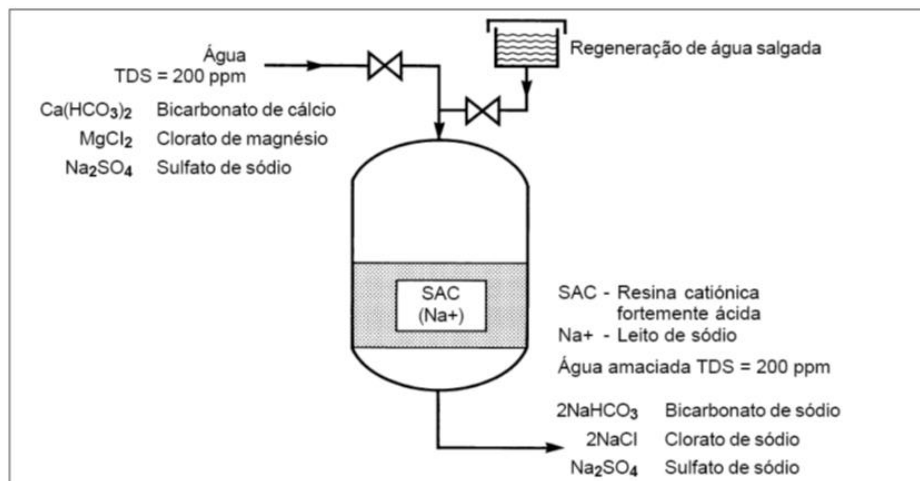 Água
TDS = 200 ppm
Ca(HCO₃)₂ Bicarbonato de cálcio
MgCl₂ Clorato de magnésio
Na₂SO₄ Sulfato de sódio
Regeneração de água salgada
SAC
(Na+)
SAC - Resina catiónica
fortemente ácida
Na+ - Leito de sódio
Água amaciada TDS = 200 ppm
2NaHCO₃ Bicarbonato de sódio
2NaCl Clorato de sódio
Na₂SO₄ Sulfato de sódio